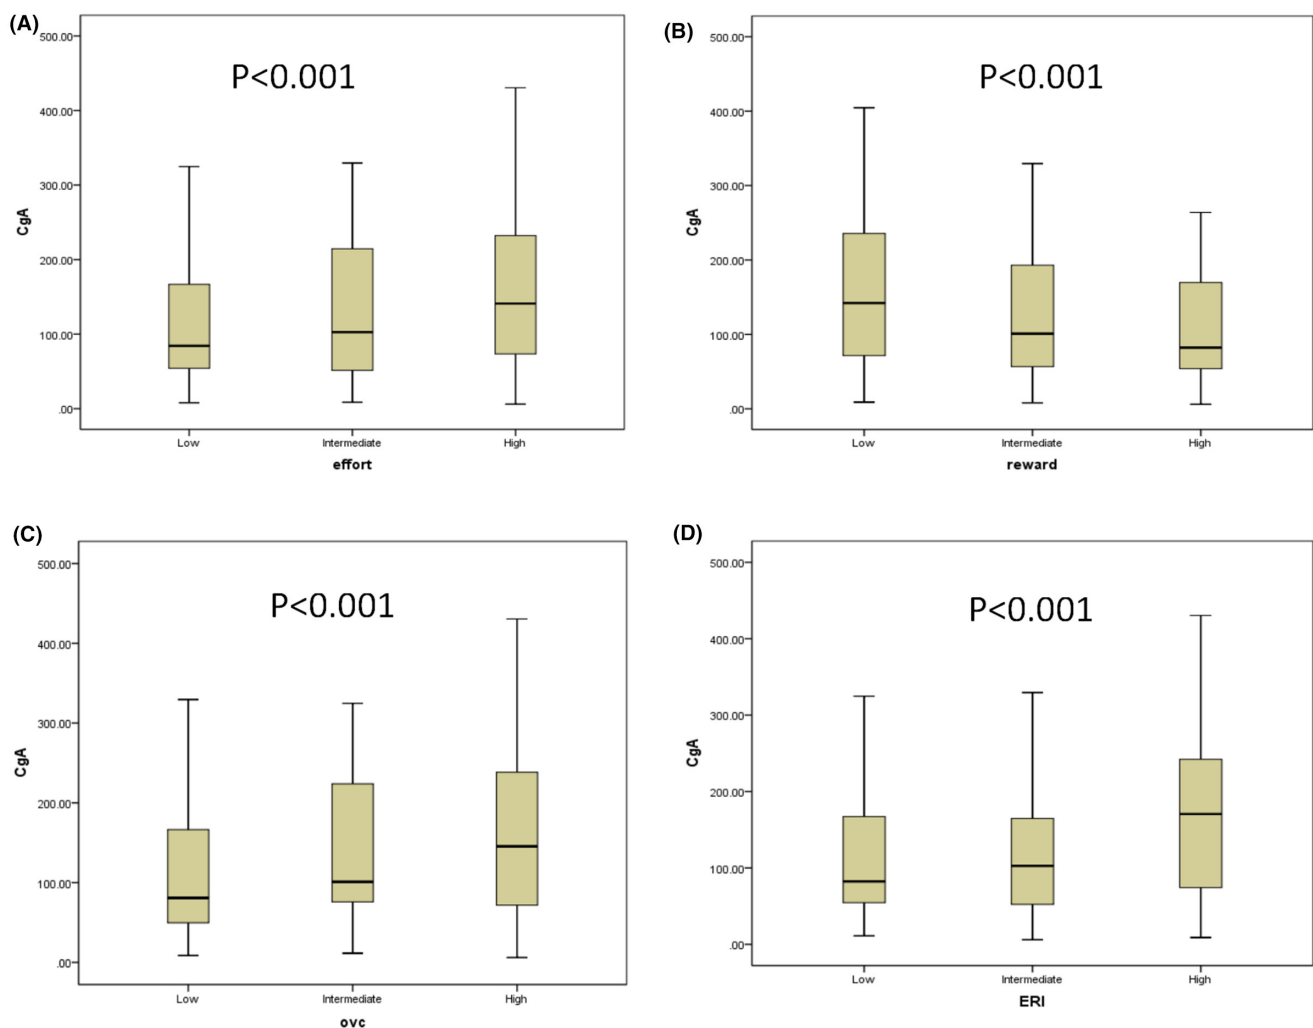 (A)
P<0.001
500.00
400.00
300.00
200.00
100.00
.00
CgA
Low Intermediate High
effort
(B)
P<0.001
500.00
400.00
300.00
200.00
100.00
.00
CgA
Low Intermediate High
reward
(C)
P<0.001
500.00
400.00
300.00
200.00
100.00
.00
CgA
Low Intermediate High
ovc
(D)
P<0.001
500.00
400.00
300.00
200.00
100.00
.00
CgA
Low Intermediate High
ERI